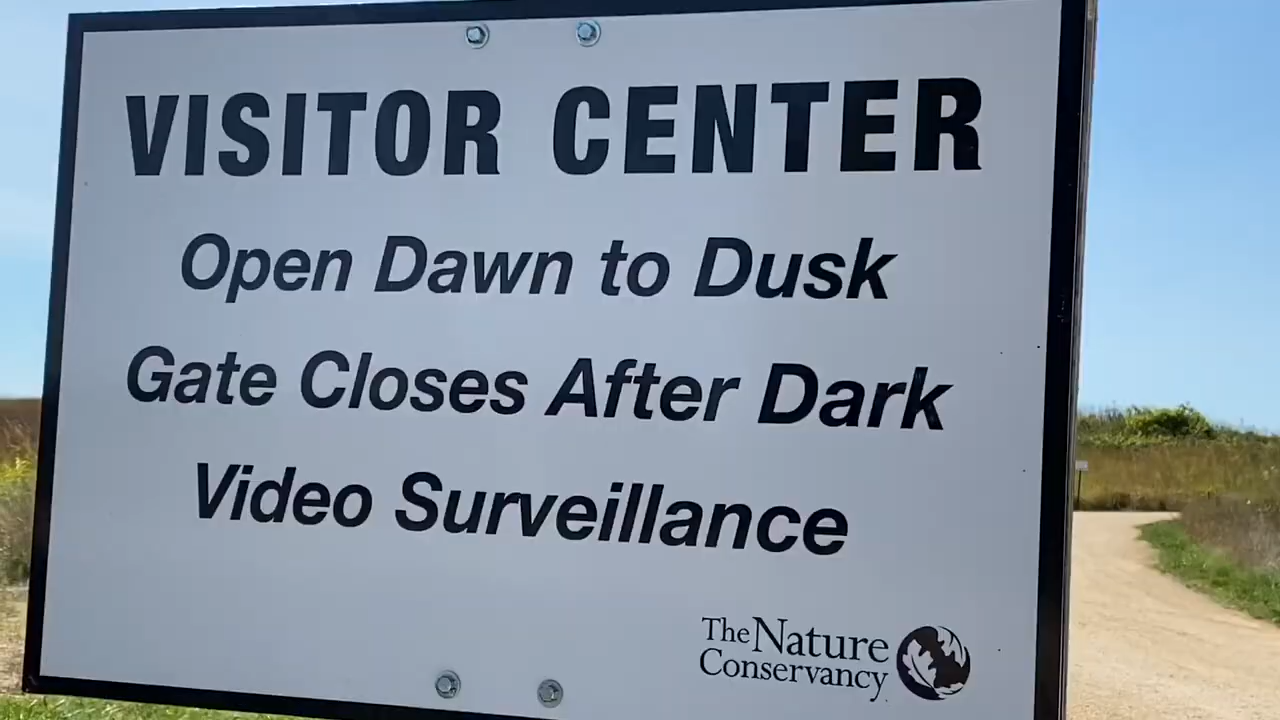 VISITOR CENTER
Open Dawn to Dusk
Gate Closes After Dark
Video Surveillance
The Nature
Conservancy